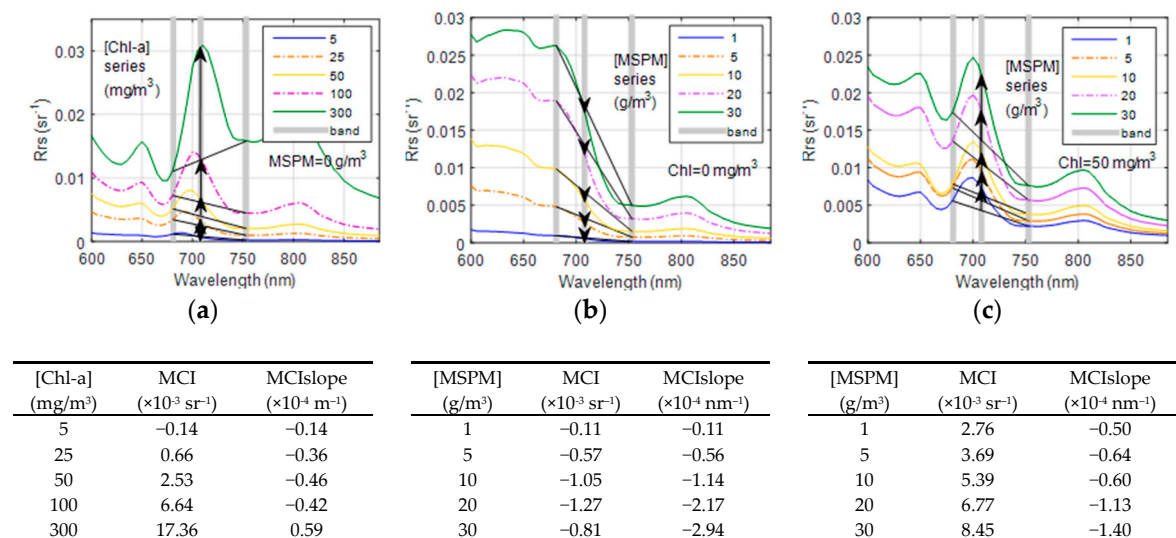 [Chl-a]
series
(mg/m³)
5
25
50
100
300
band
MSPM=0 g/m³
Rrs (sr⁻¹)
0.03
0.02
0.01
0
600 650 700 750 800 850
Wavelength (nm)
(a)
[MSPM]
series
(g/m³)
1
5
10
20
30
band
Chl=0 mg/m³
Rrs (sr⁻¹)
0.03
0.025
0.02
0.015
0.01
0.005
0
600 650 700 750 800 850
Wavelength (nm)
(b)
[MSPM]
series
(g/m³)
1
5
10
20
30
band
Chl=50 mg/m³
Rrs (sr⁻¹)
0.03
0.025
0.02
0.015
0.01
0.005
0
600 650 700 750 800 850
Wavelength (nm)
(c)
[Chl-a] MCI MCIslope
(mg/m³) (×10⁻³ sr⁻¹) (×10⁻⁴ m⁻¹)
5 −0.14 −0.14
25 0.66 −0.36
50 2.53 −0.46
100 6.64 −0.42
300 17.36 0.59
[MSPM] MCI MCIslope
(g/m³) (×10⁻³ sr⁻¹) (×10⁻⁴ nm⁻¹)
1 −0.11 −0.11
5 −0.57 −0.56
10 −1.05 −1.14
20 −1.27 −2.17
30 −0.81 −2.94
[MSPM] MCI MCIslope
(g/m³) (×10⁻³ sr⁻¹) (×10⁻⁴ nm⁻¹)
1 2.76 −0.50
5 3.69 −0.64
10 5.39 −0.60
20 6.77 −1.13
30 8.45 −1.40